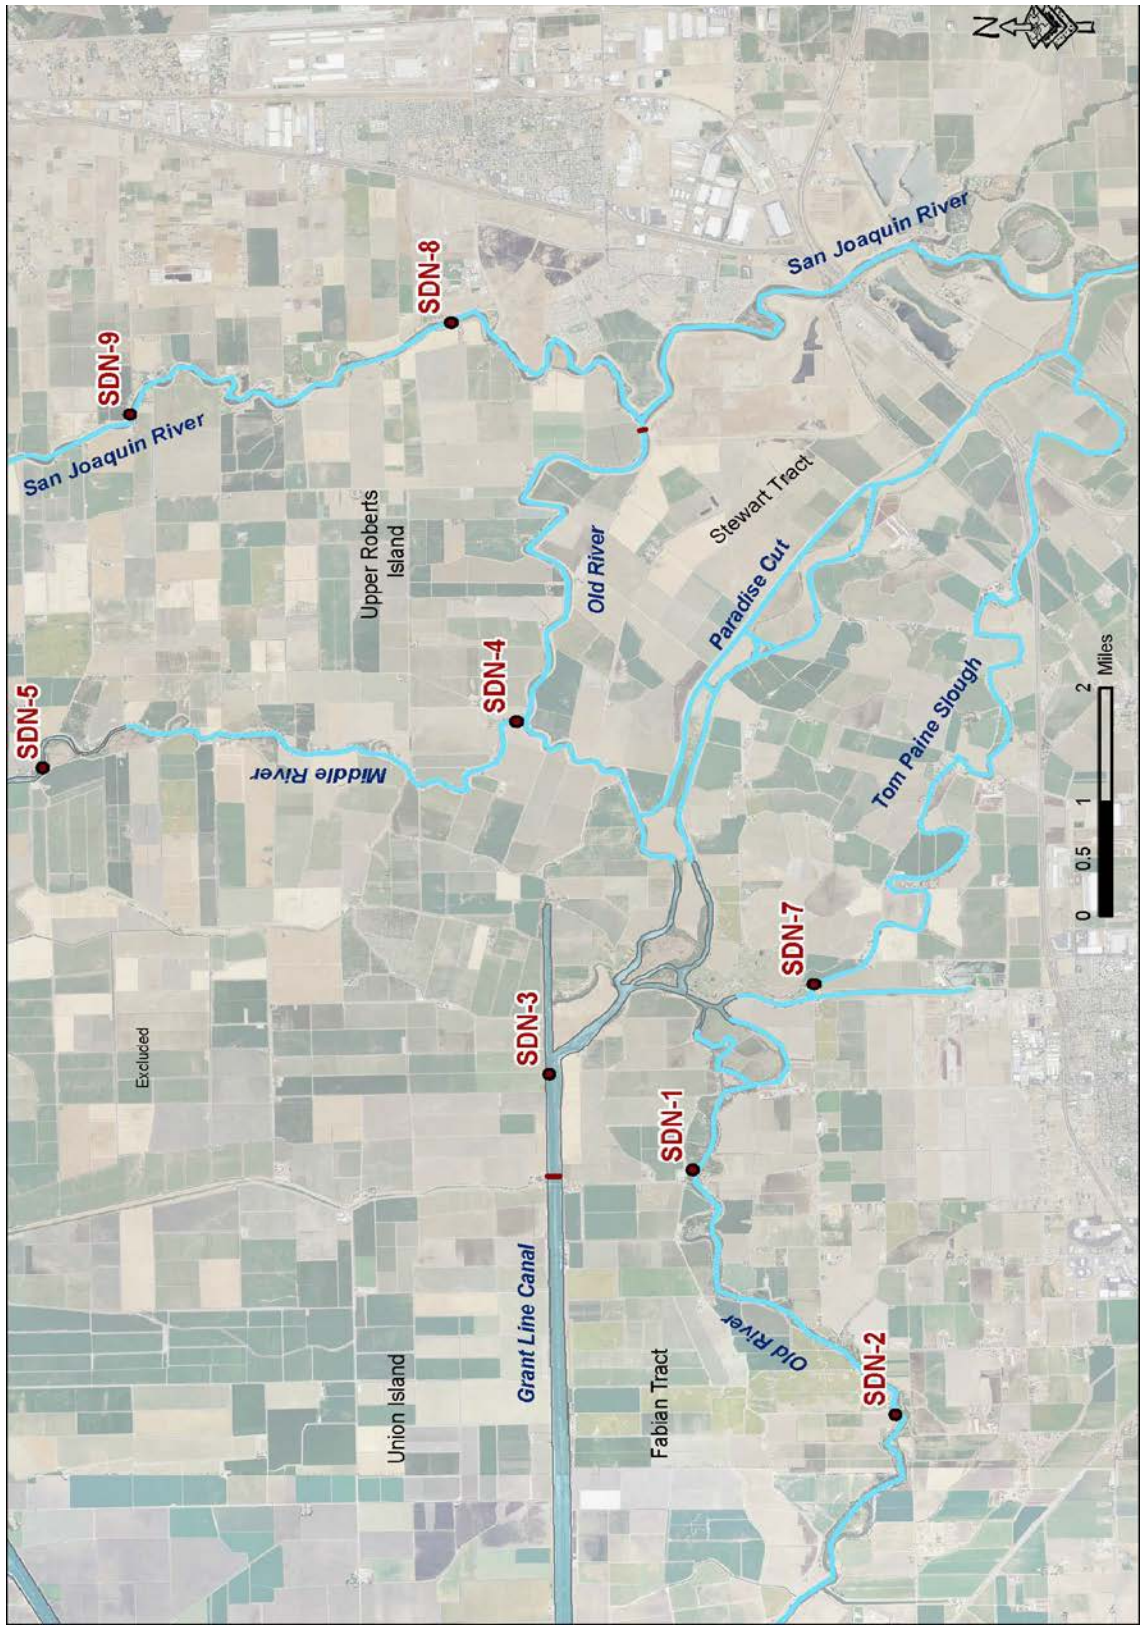 N
SDN-5
SDN-9
San Joaquin River
SDN-8
San Joaquin River
Upper Roberts
Island
Middle River
SDN-4
Old River
Stewart Tract
Paradise Cut
Tom Paine Slough
Excluded
SDN-3
SDN-7
SDN-1
Grant Line Canal
Union Island
Fabian Tract
Old River
SDN-2
0 0.5 1 2
Miles